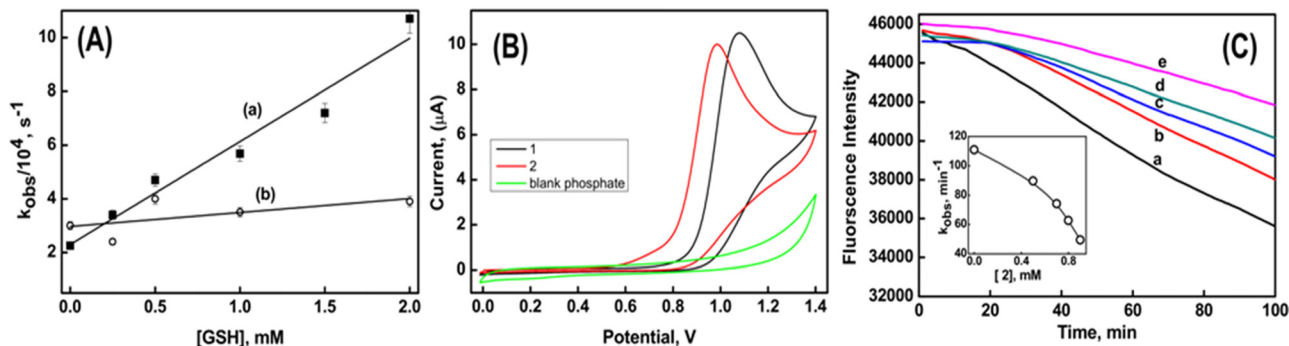 (A)
10
8
6
4
2
k_obs/10^4, s^-1
(a)
(b)
0.0 0.5 1.0 1.5 2.0
[GSH], mM
(B)
10
8
6
4
2
0
Current, (μA)
1
2
blank phosphate
0.0 0.2 0.4 0.6 0.8 1.0 1.2 1.4
Potential, V
(C)
46000
44000
42000
40000
38000
36000
34000
32000
Fluorescence Intensity
e
d
c
b
a
120
100
80
60
40
k_obs, min^-1
0.0 0.4 0.8
[ 2], mM
0 20 40 60 80 100
Time, min